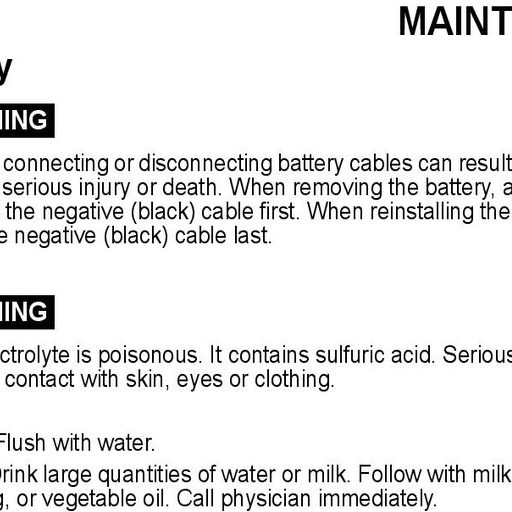 MAINT
y
NING
connecting or disconnecting battery cables can result
serious injury or death. When removing the battery, a
the negative (black) cable first. When reinstalling the
e negative (black) cable last.
NING
ctrolyte is poisonous. It contains sulfuric acid. Serious
contact with skin, eyes or clothing.
Flush with water.
Drink large quantities of water or milk. Follow with milk
g, or vegetable oil. Call physician immediately.